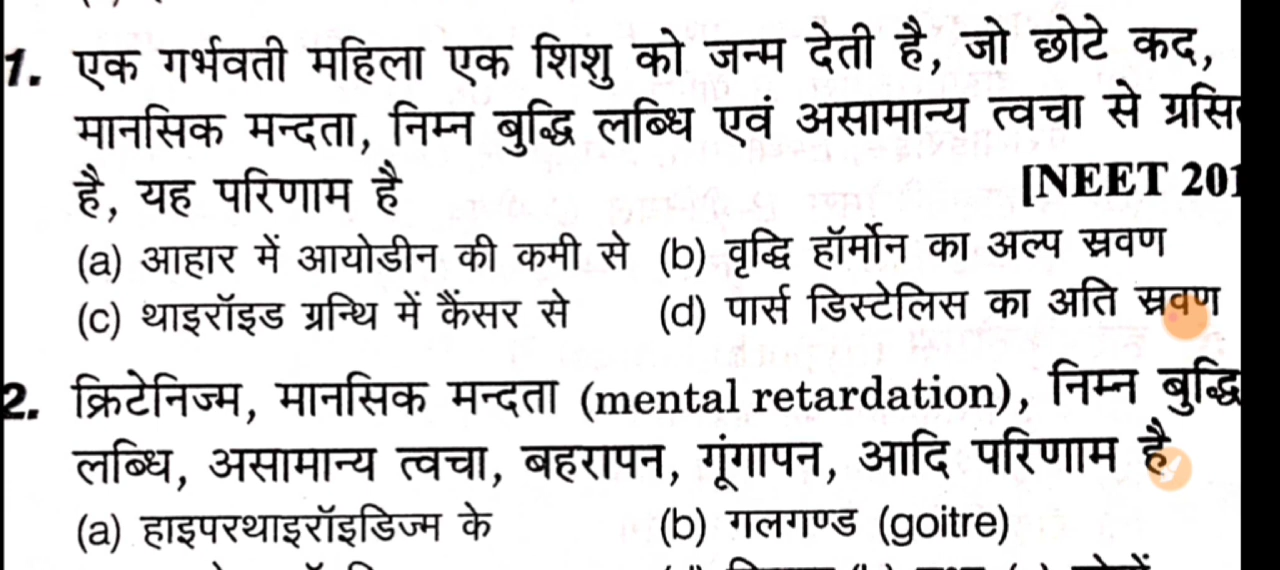 1. एक गर्भवती महिला एक शिशु को जन्म देती है, जो छोटे कद,
मानसिक मन्दता, निम्न बुद्धि लब्धि एवं असामान्य त्वचा से
है, यह परिणाम है [NEET 201
(a) आहार में आयोडीन की कमी से (b) वृद्धि हॉर्मोन का अल्प स्रवण
(c) थाइरॉइड ग्रन्थि में कैंसर से (d) पार्स डिस्टेलिस का अति स्रवण
2. क्रिटेनिज्म, मानसिक मन्दता (mental retardation), निम्न बुद्धि
लब्धि, असामान्य त्वचा, बहरापन, गूंगापन, आदि परिणाम है
(a) हाइपरथाइरॉइडिज्म के (b) गलगण्ड (goitre)